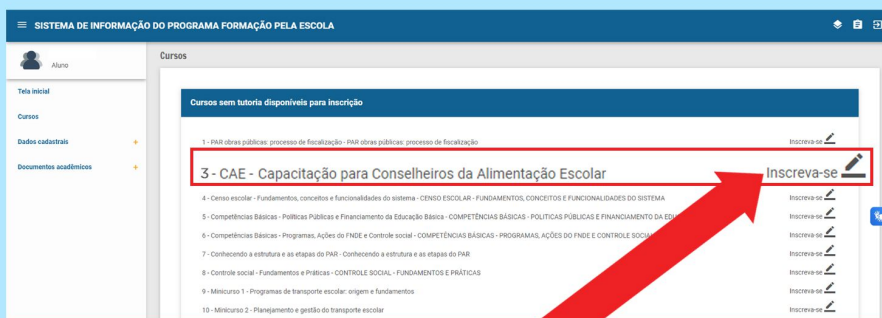 SISTEMA DE INFORMAÇÃO DO PROGRAMA FORMAÇÃO PELA ESCOLA
Aluno
Cursos
Tela inicial
Cursos
Dados cadastrais +
Documentos acadêmicos +
Cursos sem tutoria disponíveis para inscrição
1 - PAR obras públicas: processo de fiscalização - PAR obras públicas: processo de fiscalização Inscreva-se
3 - CAE - Capacitação para Conselheiros da Alimentação Escolar Inscreva-se
4 - Censo escolar - Fundamentos, conceitos e funcionalidades do sistema - CENSO ESCOLAR - FUNDAMENTOS, CONCEITOS E FUNCIONALIDADES DO SISTEMA Inscreva-se
5 - Competências Básicas - Políticas Públicas e Financiamento da Educação Básica - COMPETÊNCIAS BÁSICAS - POLITICAS PÚBLICAS E FINANCIAMENTO DA Inscreva-se
6 - Competências Básicas - Programas, Ações do FNDE e Controle social - COMPETÊNCIAS BÁSICAS - PROGRAMAS, AÇÕES DO FNDE E CONTROLE Inscreva-se
7 - Conhecendo a estrutura e as etapas do PAR - Conhecendo a estrutura e as etapas do PAR Inscreva-se
8 - Controle social - Fundamentos e Práticas - CONTROLE SOCIAL - FUNDAMENTOS E PRÁTICAS Inscreva-se
9 - Minicurso 1 - Programas de transporte escolar: origem e fundamentos Inscreva-se
10 - Minicurso 2 - Planejamento e gestão do transporte escolar Inscreva-se